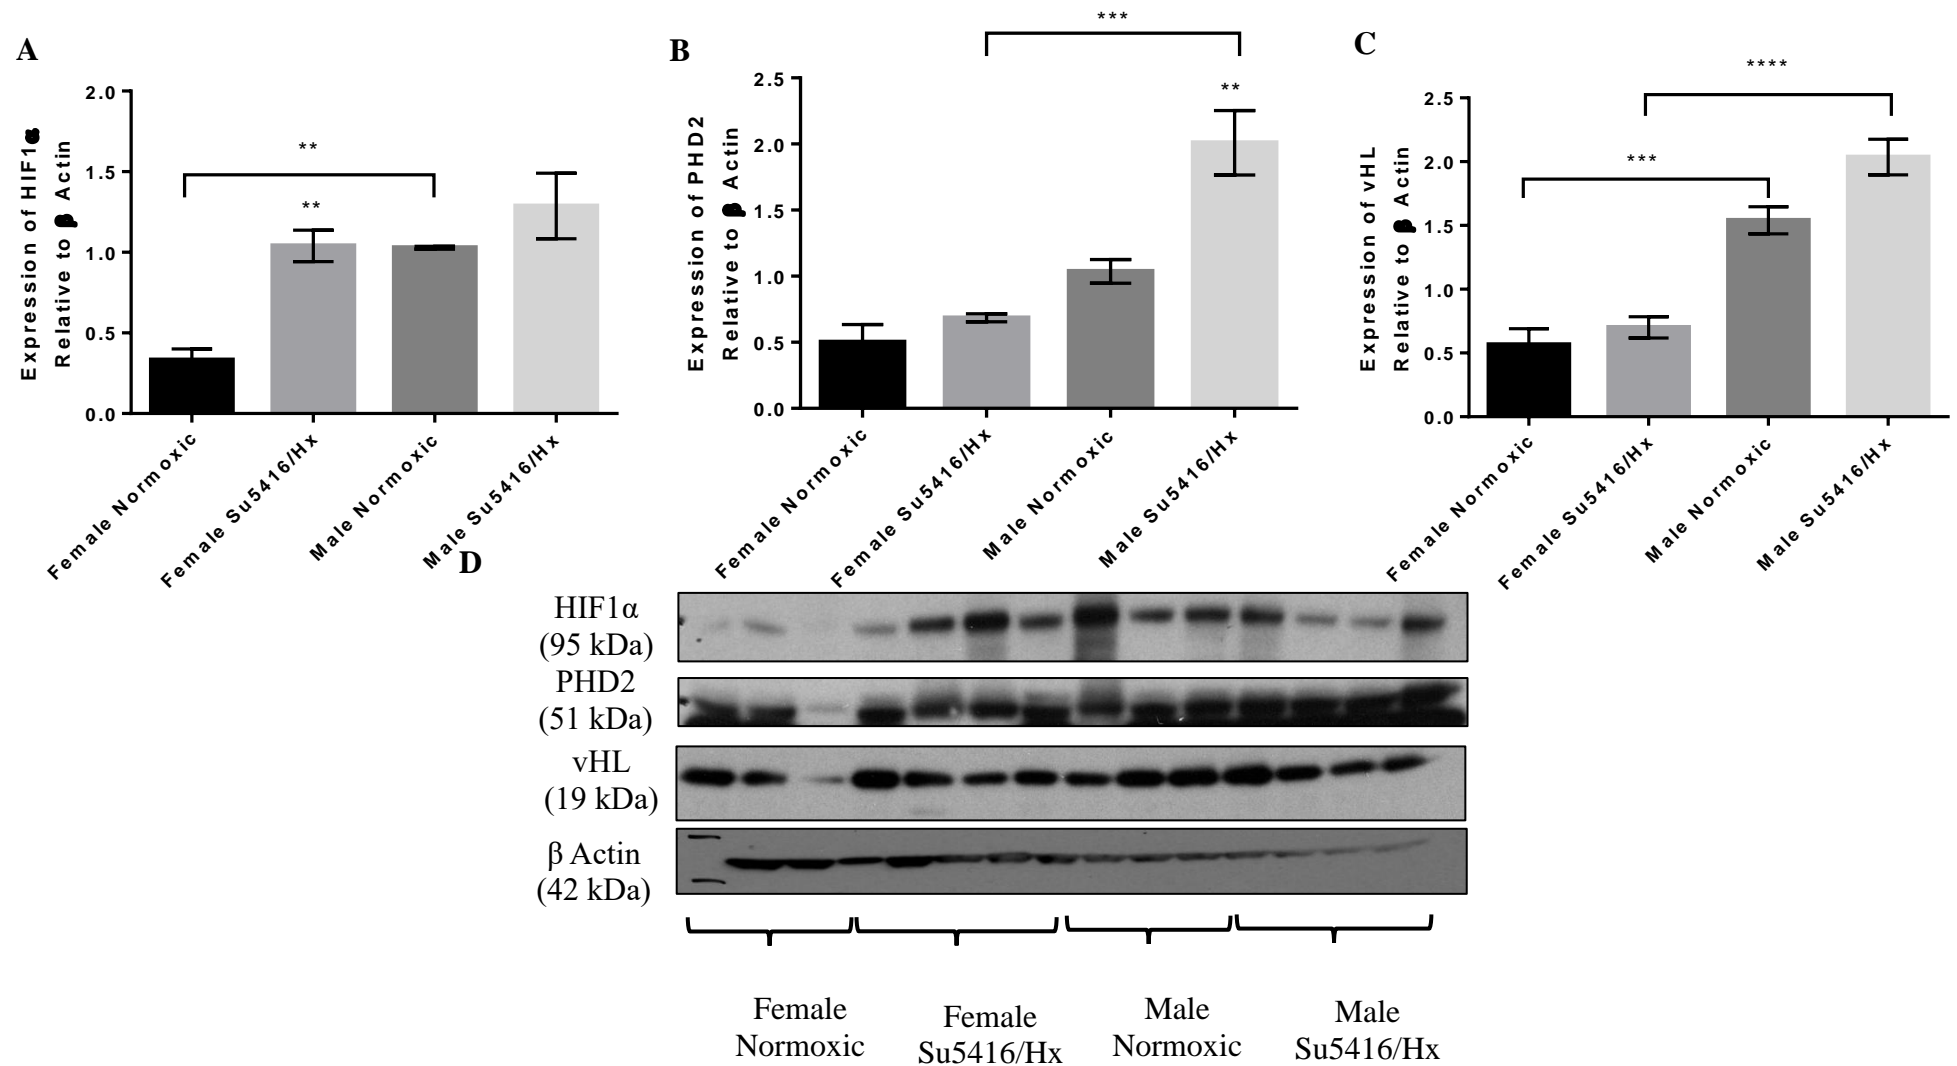 A
Expression of HIF1α
Relative to β Actin
2.0
1.5
1.0
0.5
0.0
**
**
Female Normoxic
Female Su5416/Hx
Male Normoxic
Male Su5416/Hx
B
Expression of PHD2
Relative to β Actin
2.5
2.0
1.5
1.0
0.5
0.0
***
**
Female Normoxic
Female Su5416/Hx
Male Normoxic
Male Su5416/Hx
C
Expression of vHL
Relative to β Actin
2.5
2.0
1.5
1.0
0.5
0.0
****
***
Female Normoxic
Female Su5416/Hx
Male Normoxic
Male Su5416/Hx
D
HIF1α
(95 kDa)
PHD2
(51 kDa)
vHL
(19 kDa)
β Actin
(42 kDa)
Female
Normoxic
Female
Su5416/Hx
Male
Normoxic
Male
Su5416/Hx